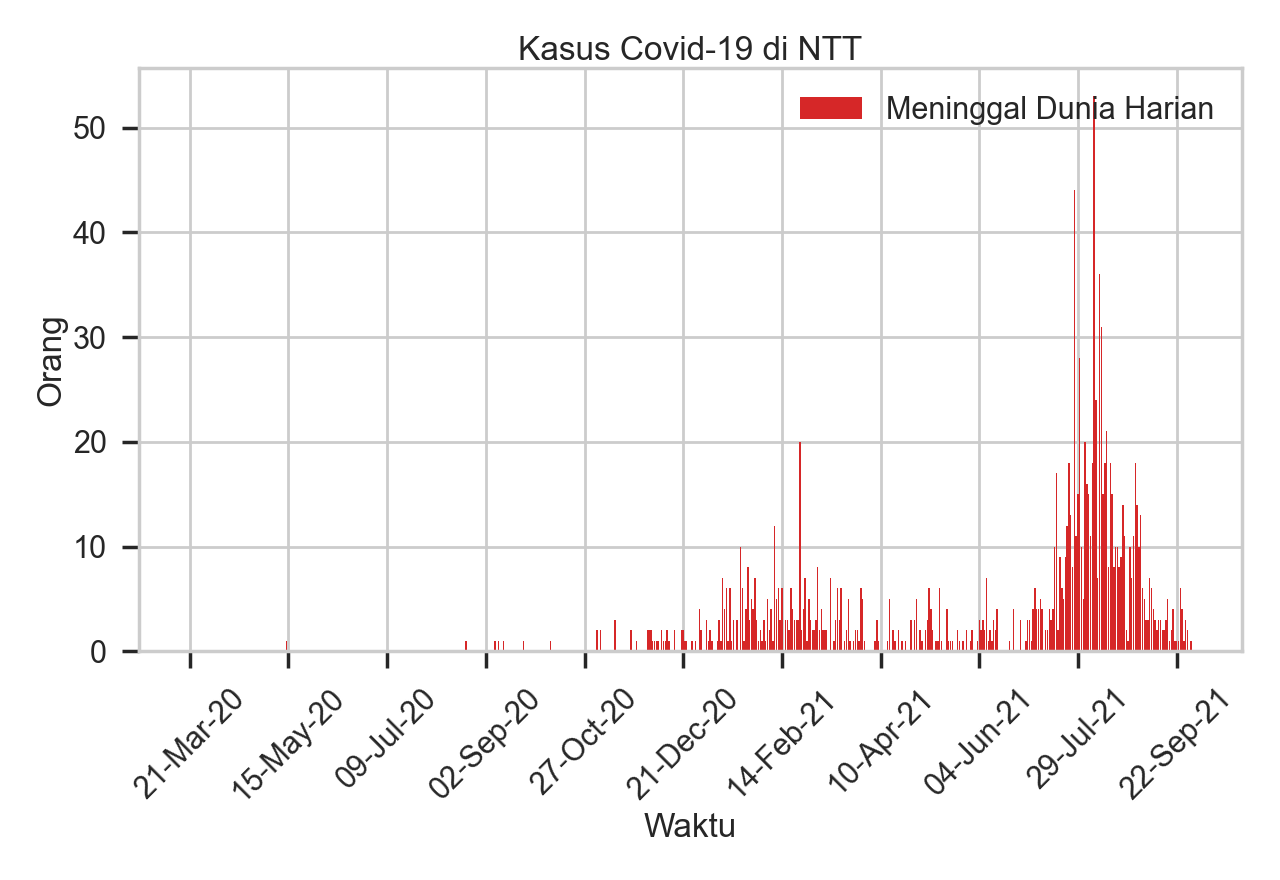 Kasus Covid-19 di NTT
Meninggal Dunia Harian
Orang
50
40
30
20
10
0
21-Mar-20
15-May-20
09-Jul-20
02-Sep-20
27-Oct-20
21-Dec-20
14-Feb-21
10-Apr-21
04-Jun-21
29-Jul-21
22-Sep-21
Waktu